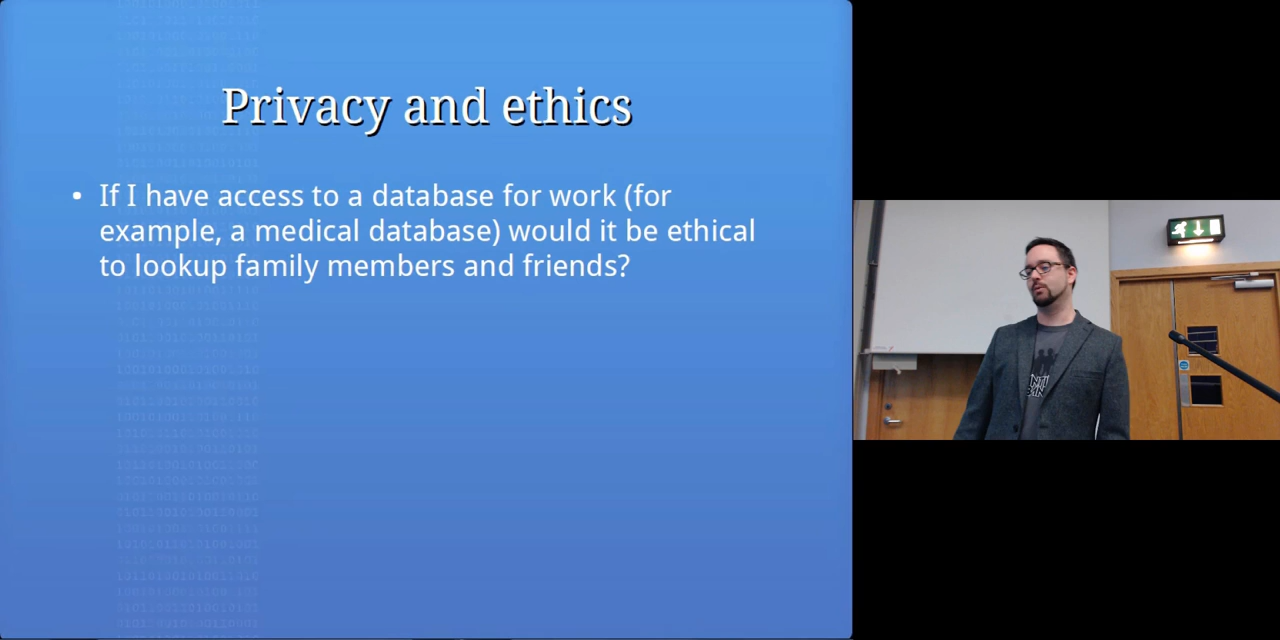 Privacy and ethics
• If I have access to a database for work (for
example, a medical database) would it be ethical
to lookup family members and friends?